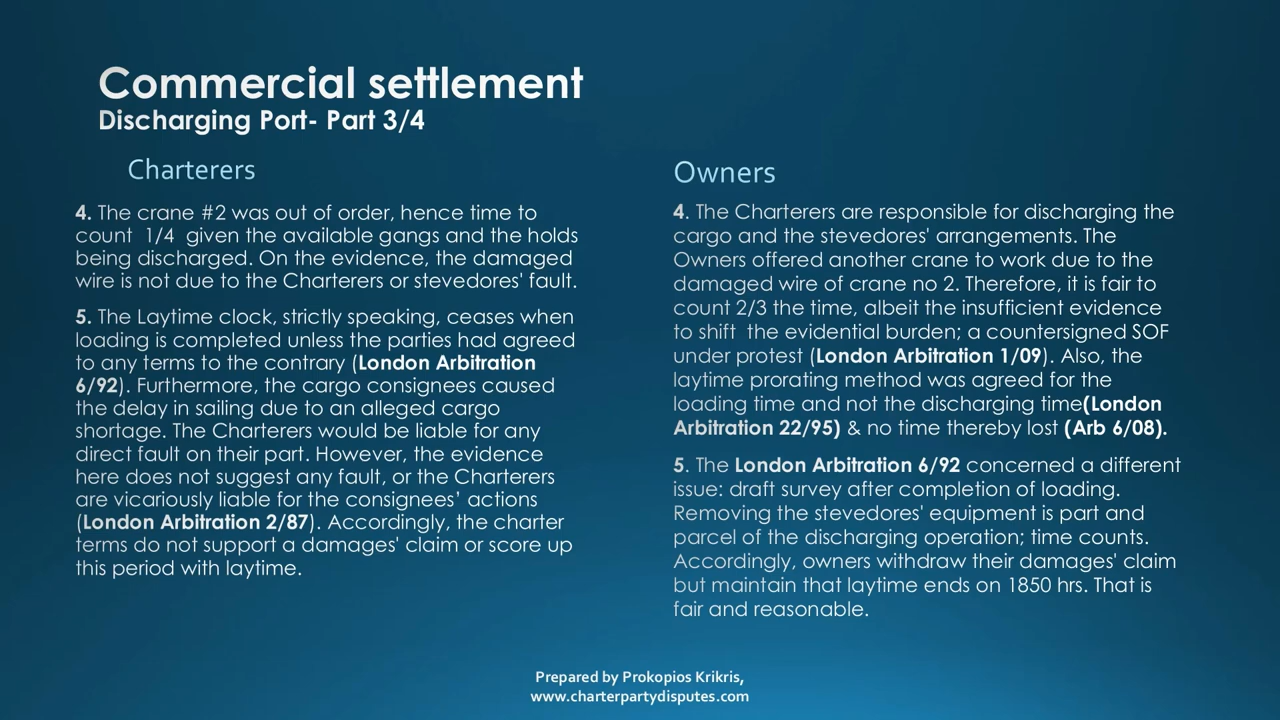 Commercial settlement
Discharging Port- Part 3/4
Charterers
4. The crane #2 was out of order, hence time to
count 1/4 given the available gangs and the holds
being discharged. On the evidence, the damaged
wire is not due to the Charterers or stevedores' fault.
5. The Laytime clock, strictly speaking, ceases when
loading is completed unless the parties had agreed
to any terms to the contrary (London Arbitration
6/92). Furthermore, the cargo consignees caused
the delay in sailing due to an alleged cargo
shortage. The Charterers would be liable for any
direct fault on their part. However, the evidence
here does not suggest any fault, or the Charterers
are vicariously liable for the consignees’ actions
(London Arbitration 2/87). Accordingly, the charter
terms do not support a damages' claim or score up
this period with laytime.
Owners
4. The Charterers are responsible for discharging the
cargo and the stevedores' arrangements. The
Owners offered another crane to work due to the
damaged wire of crane no 2. Therefore, it is fair to
count 2/3 the time, albeit the insufficient evidence
to shift the evidential burden; a countersigned SOF
under protest (London Arbitration 1/09). Also, the
laytime prorating method was agreed for the
loading time and not the discharging time(London
Arbitration 22/95) & no time thereby lost (Arb 6/08).
5. The London Arbitration 6/92 concerned a different
issue: draft survey after completion of loading.
Removing the stevedores' equipment is part and
parcel of the discharging operation; time counts.
Accordingly, owners withdraw their damages' claim
but maintain that laytime ends on 1850 hrs. That is
fair and reasonable.
Prepared by Prokopios Krikris,
www.charterpartydisputes.com